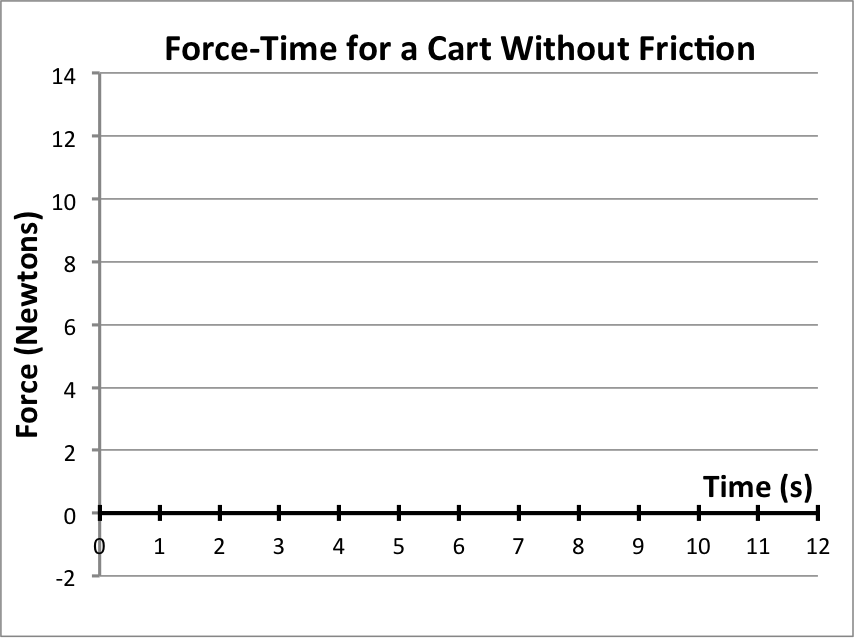 Force-Time for a Cart Without Friction
14
12
10
8
6
4
2
0
-2
Force (Newtons)
Time (s)
0 1 2 3 4 5 6 7 8 9 10 11 12